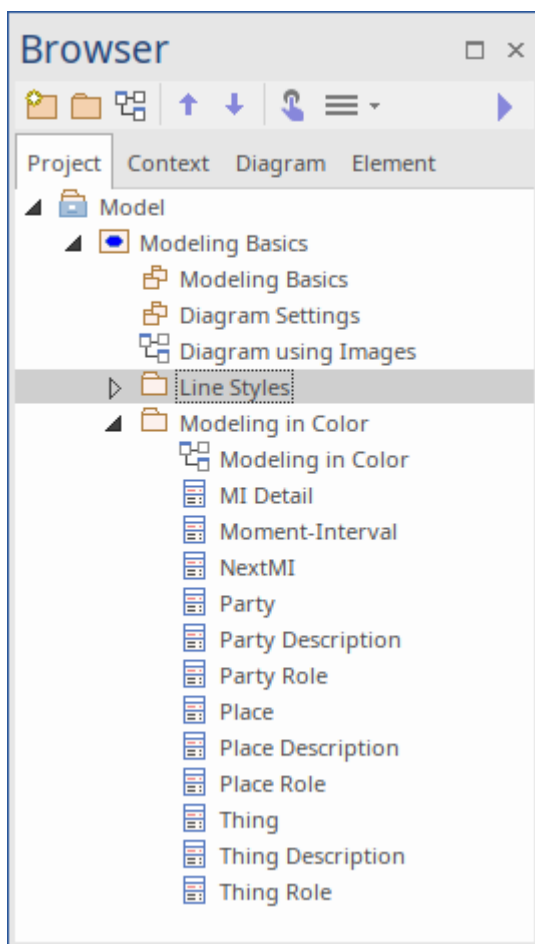 Browser
Project Context Diagram Element
Model
Modeling Basics
Modeling Basics
Diagram Settings
Diagram using Images
Line Styles
Modeling in Color
Modeling in Color
MI Detail
Moment-Interval
NextMI
Party
Party Description
Party Role
Place
Place Description
Place Role
Thing
Thing Description
Thing Role